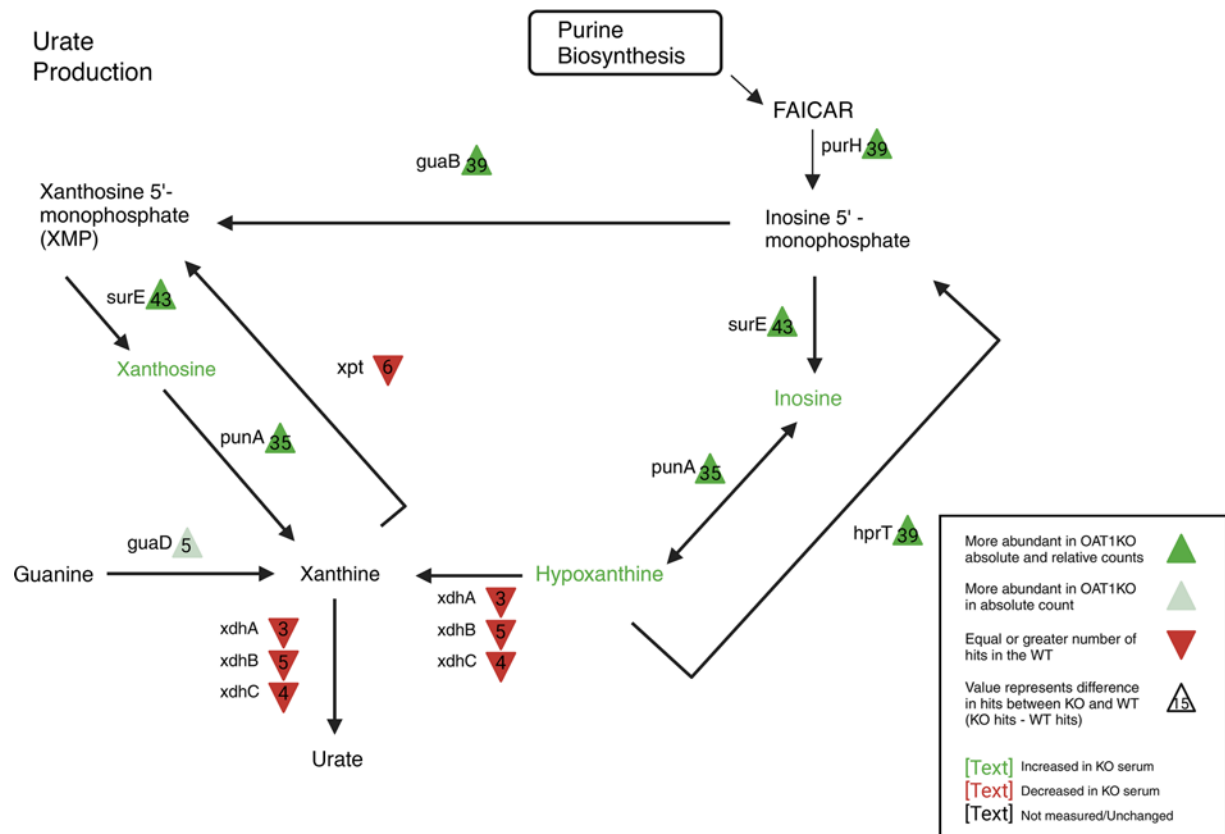 Urate
Production
Purine
Biosynthesis
FAICAR
purH 39
guaB 39
Xanthosine 5'-
monophosphate
(XMP)
Inosine 5' -
monophosphate
surE 43
surE 43
Xanthosine
xpt 6
Inosine
punA 35
punA 35
hprT 39
guaD 5
Guanine
Xanthine
Hypoxanthine
xdhA 3
xdhB 5
xdhC 4
xdhA 3
xdhB 5
xdhC 4
Urate
More abundant in OAT1KO
absolute and relative counts
More abundant in OAT1KO
in absolute count
Equal or greater number of
hits in the WT
Value represents difference
in hits between KO and WT
(KO hits - WT hits)
15
[Text] Increased in KO serum
[Text] Decreased in KO serum
[Text] Not measured/Unchanged